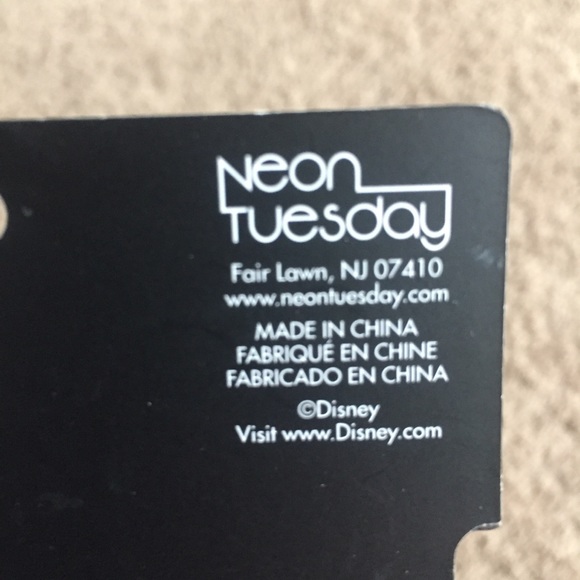 Neon
Tuesday
Fair Lawn, NJ 07410
www.neontuesday.com
MADE IN CHINA
FABRIQUÉ EN CHINE
FABRICADO EN CHINA
©Disney
Visit www.Disney.com